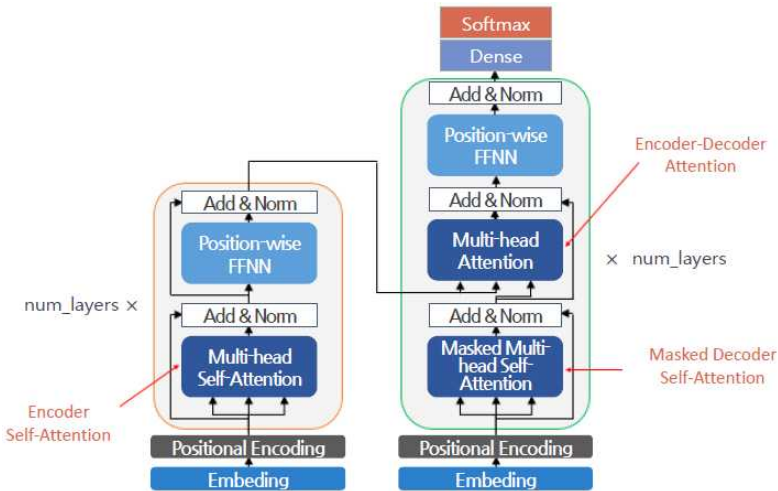 Softmax
Dense
Add & Norm
Position-wise
FFNN
Encoder-Decoder
Attention
Add & Norm
Multi-head
Attention
× num_layers
Add & Norm
Masked Multi-
head Self-
Attention
Masked Decoder
Self-Attention
Positional Encoding
Embeding
Add & Norm
Position-wise
FFNN
num_layers ×
Add & Norm
Multi-head
Self-Attention
Encoder
Self-Attention
Positional Encoding
Embeding